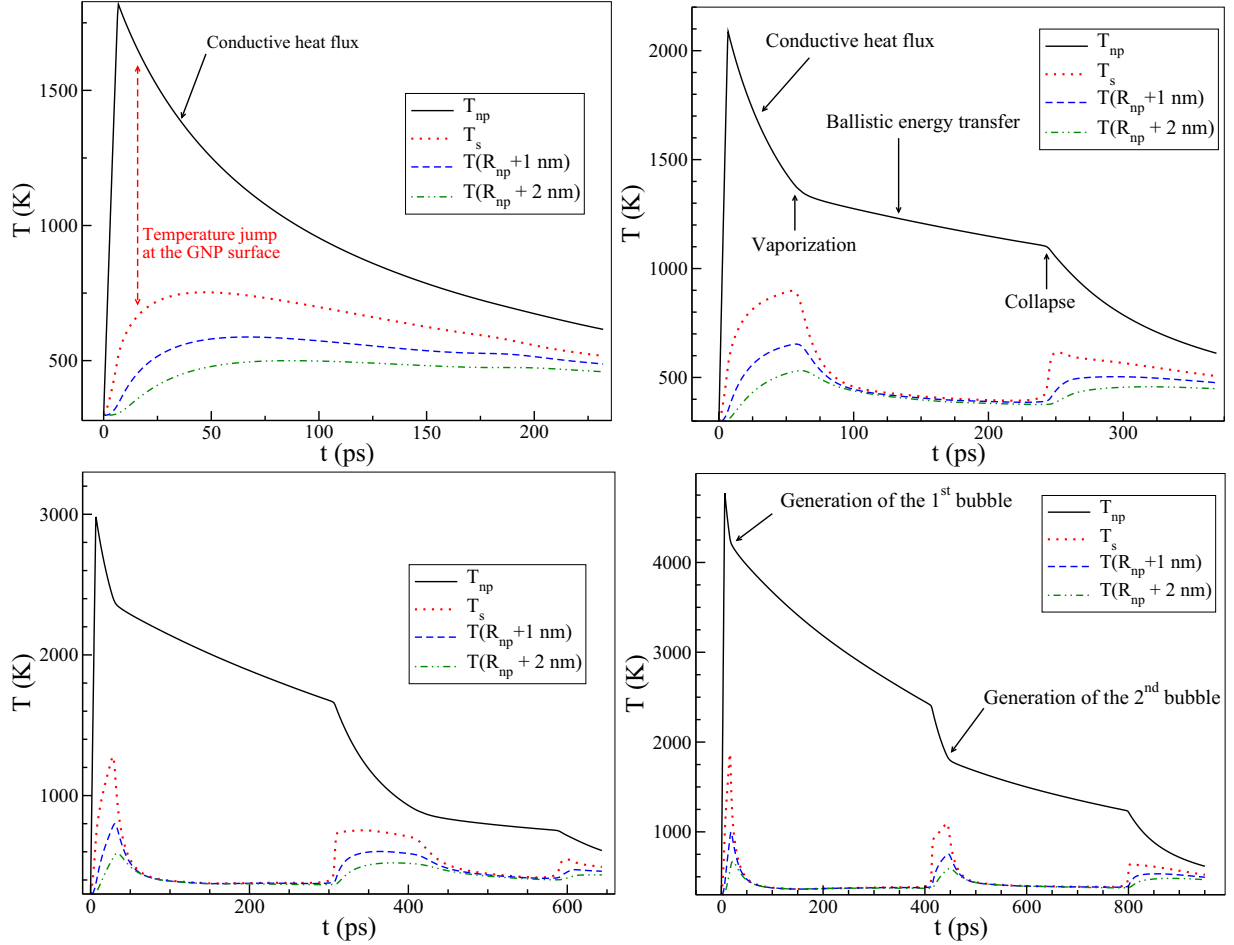 Conductive heat flux
T_np
T_s
T(R_np+1 nm)
T(R_np + 2 nm)
Temperature jump
at the GNP surface
T (K)
1500
1000
500
0
50
100
150
200
t (ps)
Conductive heat flux
T_np
T_s
T(R_np+1 nm)
T(R_np + 2 nm)
Ballistic energy transfer
Vaporization
Collapse
T (K)
2000
1500
1000
500
0
100
200
300
t (ps)
T_np
T_s
T(R_np+1 nm)
T(R_np + 2 nm)
T (K)
3000
2000
1000
0
200
400
600
t (ps)
Generation of the 1st bubble
T_np
T_s
T(R_np+1 nm)
T(R_np + 2 nm)
Generation of the 2nd bubble
T (K)
4000
3000
2000
1000
0
200
400
600
800
t (ps)